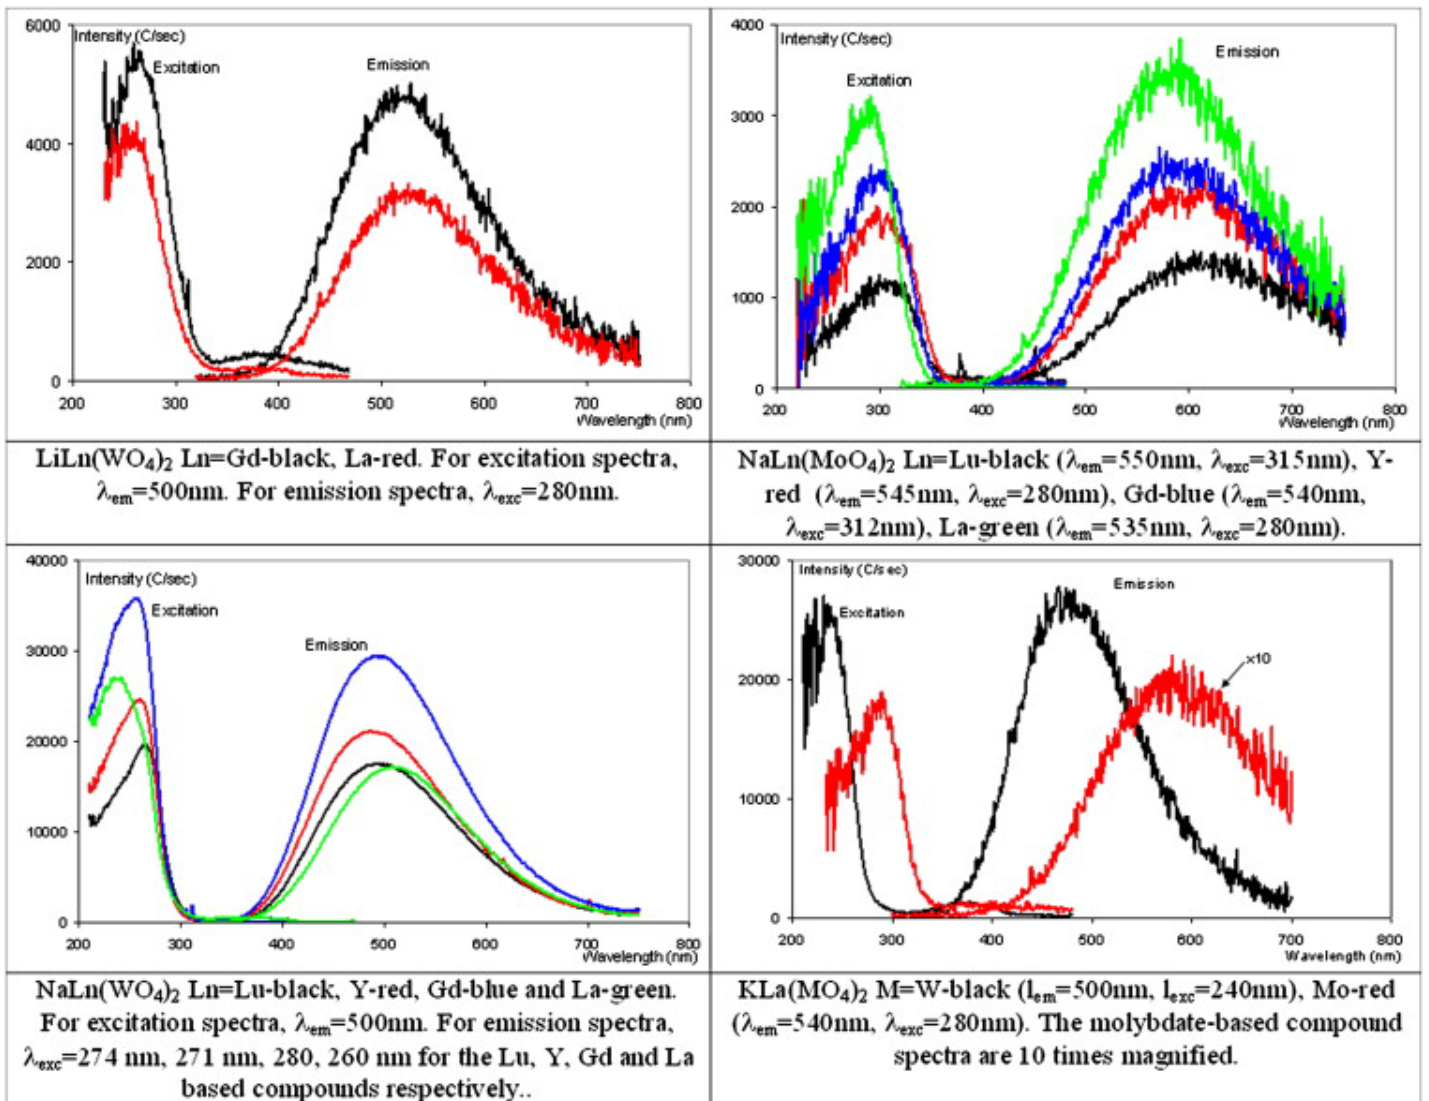 6000
Intensity (C/sec)
Excitation
Emission
4000
2000
0
200 300 400 500 600 700 800
Wavelength (nm)
4000
Intensity (C/sec)
Emission
Excitation
3000
2000
1000
0
200 300 400 500 600 700 800
Wavelength (nm)
LiLn(WO₄)₂ Ln=Gd-black, La-red. For excitation spectra,
λem=500nm. For emission spectra, λexc=280nm.
NaLn(MoO₄)₂ Ln=Lu-black (λem=550nm, λexc=315nm), Y-
red (λem=545nm, λexc=280nm), Gd-blue (λem=540nm,
λexc=312nm), La-green (λem=535nm, λexc=280nm).
40000
Intensity (C/sec)
Excitation
Emission
30000
20000
10000
0
200 300 400 500 600 700 800
Wavelength (nm)
30000
Intensity (C/sec)
Emission
Excitation
x10
20000
10000
0
200 300 400 500 600 700 800
Wavelength (nm)
NaLn(WO₄)₂ Ln=Lu-black, Y-red, Gd-blue and La-green.
For excitation spectra, λem=500nm. For emission spectra,
λexc=274 nm, 271 nm, 280, 260 nm for the Lu, Y, Gd and La
based compounds respectively..
KLa(MO₄)₂ M=W-black (lem=500nm, lexc=240nm), Mo-red
(λem=540nm, λexc=280nm). The molybdate-based compound
spectra are 10 times magnified.